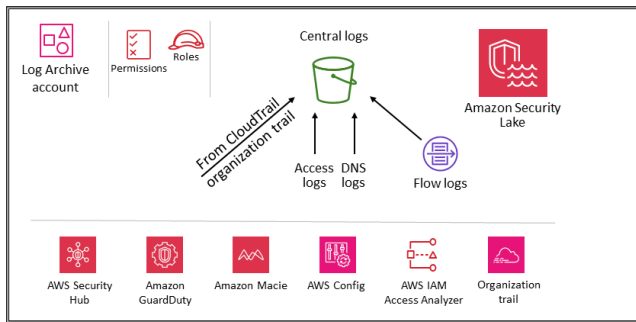 Log Archive
account
Permissions
Roles
Central logs
Amazon Security
Lake
From CloudTrail
organization trail
Access
logs
DNS
logs
Flow logs
AWS Security
Hub
Amazon
GuardDuty
Amazon Macie
AWS Config
AWS IAM
Access Analyzer
Organization
trail